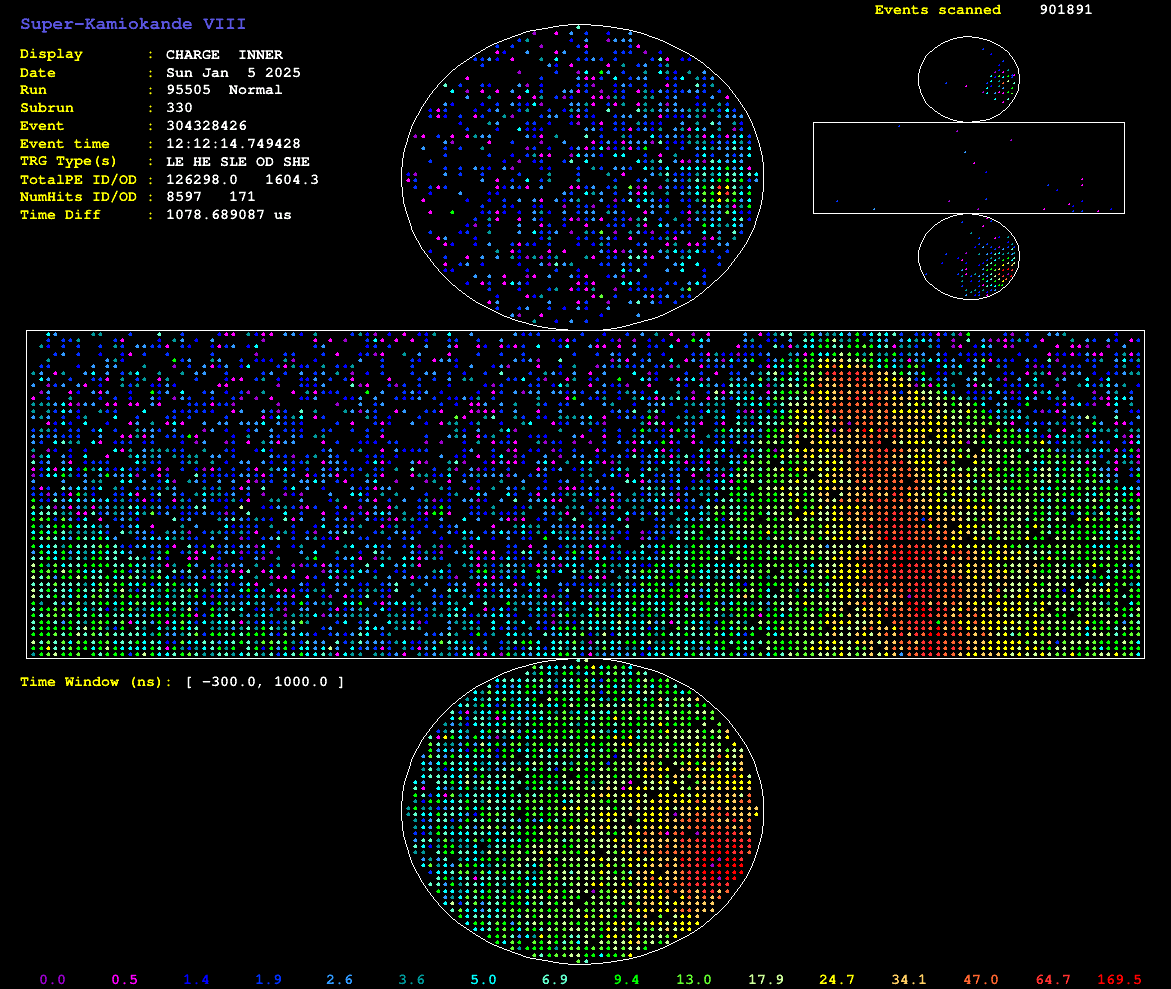 Super-Kamiokande VIII
Events scanned 901891
Display : CHARGE INNER
Date : Sun Jan 5 2025
Run : 95505 Normal
Subrun : 330
Event : 304328426
Event time : 12:12:14.749428
TRG Type(s) : LE HE SLE OD SHE
TotalPE ID/OD : 126298.0 1604.3
NumHits ID/OD : 8597 171
Time Diff : 1078.689087 us
Time Window (ns): [ -300.0, 1000.0 ]
0.0 0.5 1.4 1.9 2.6 3.6 5.0 6.9 9.4 13.0 17.9 24.7 34.1 47.0 64.7 169.5